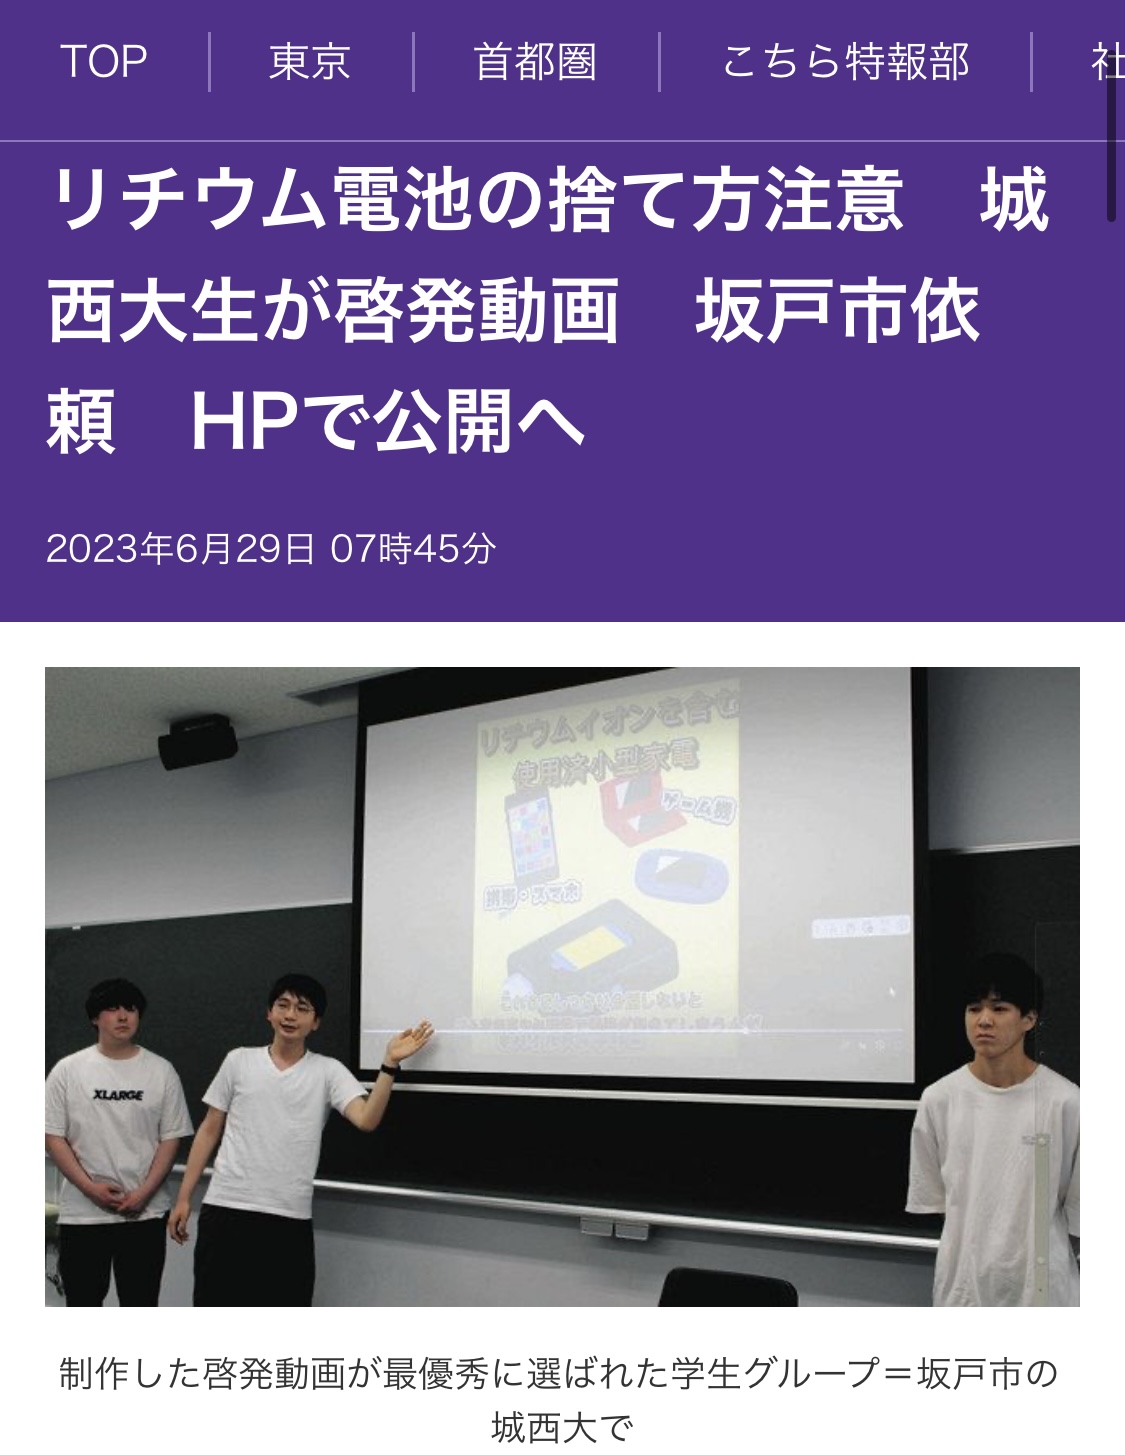 TOP 東京 首都圏 こちら特報部 社
リチウム電池の捨て方注意　城
西大生が啓発動画　坂戸市依
頼　HPで公開へ
2023年6月29日 07時45分
リチウムイオンを含む
使用済小型家電
ゲーム機
携帯・スマホ
XLARGE
制作した啓発動画が最優秀に選ばれた学生グループ＝坂戸市の
城西大で